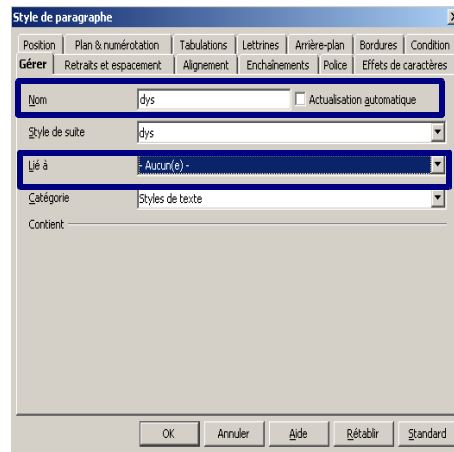 Style de paragraphe
Position Plan & numérotation Tabulations Lettrines Arrière-plan Bordures Condition
Gérer Retraits et espacement Alignement Enchaînements Police Effets de caractères
Nom dys Actualisation automatique
Style de suite dys
Lié à - Aucun(e) -
Catégorie Styles de texte
Contient
OK Annuler Aide Rétablir Standard